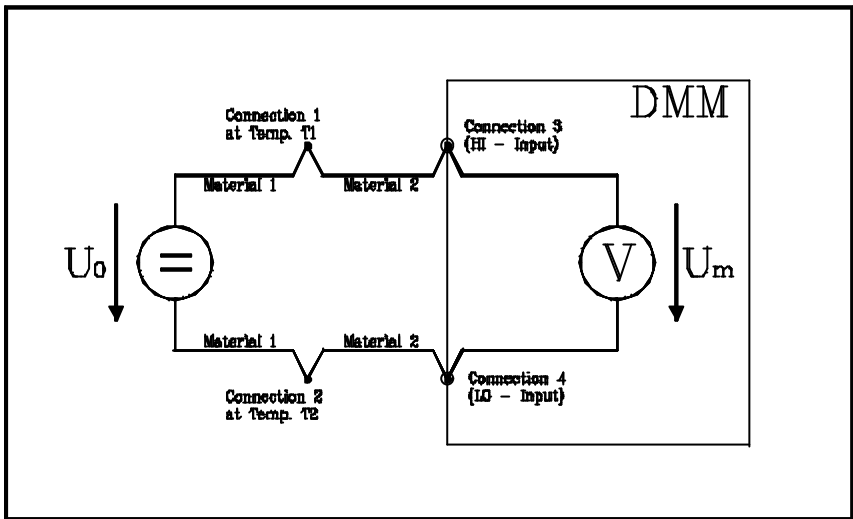 DMM
Connection 1
at Temp. T1
Connection 3
(HI - Input)
Material 1
Material 2
U0
=
V
Um
Material 1
Material 2
Connection 2
at Temp. T2
Connection 4
(LO - Input)